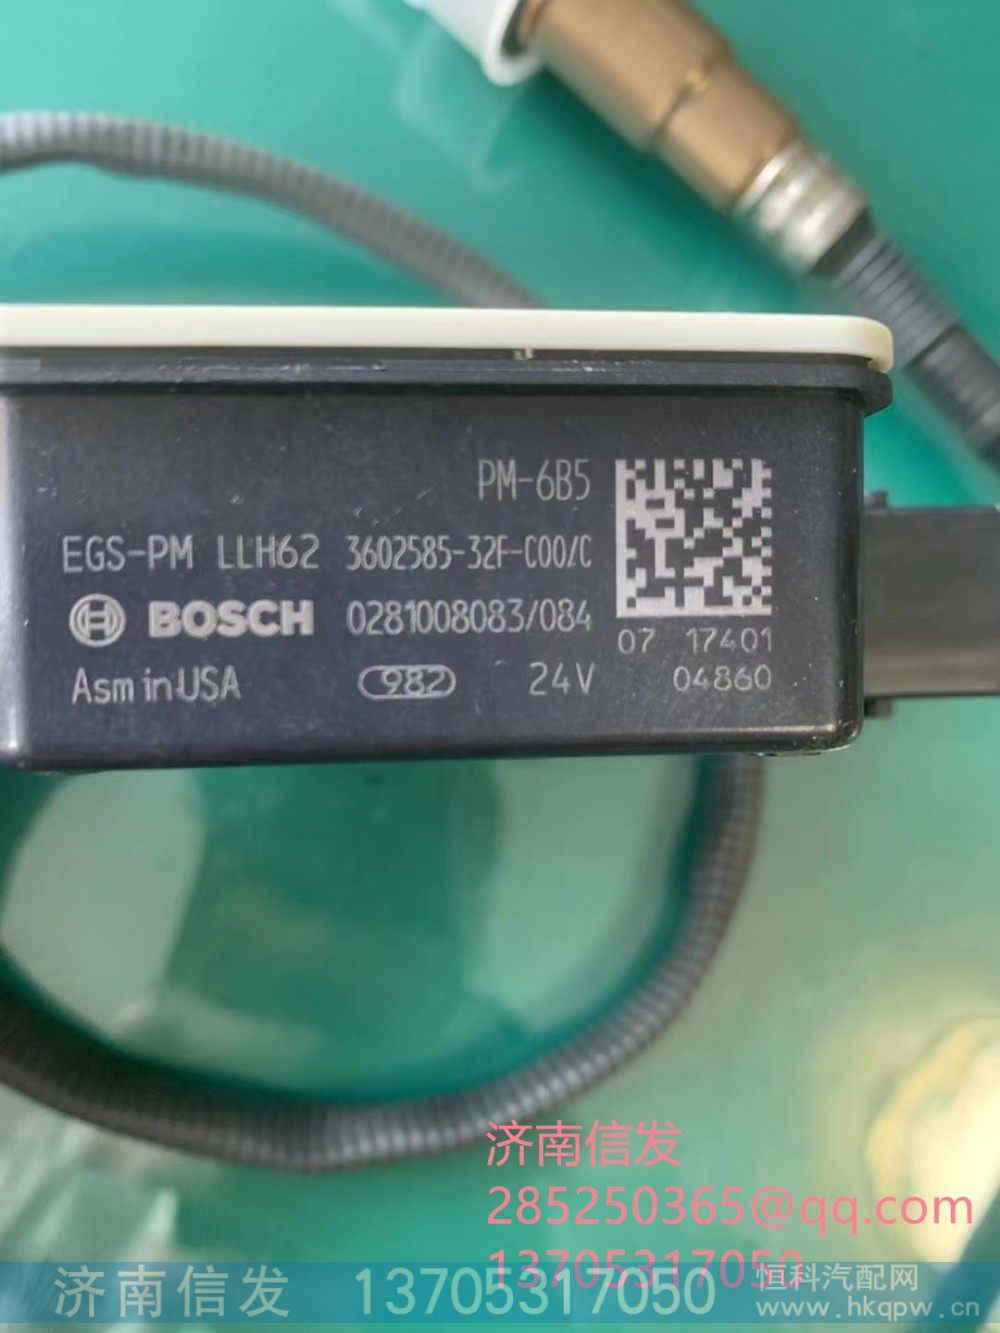 PM-6B5
EGS-PM LLH62 3602585-32F-C00/C
BOSCH 0281008083/084
07 17401
Asm in USA 982 24V 04860
济南信发
285250365@qq.com
13705317050
济南信发 13705317050
恒科汽配网
www.hkqpw.cn